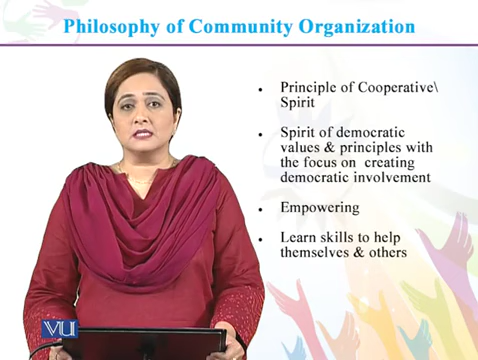 Philosophy of Community Organization
• Principle of Cooperative\
Spirit
• Spirit of democratic
values & principles with
the focus on creating
democratic involvement
• Empowering
• Learn skills to help
themselves & others
VU